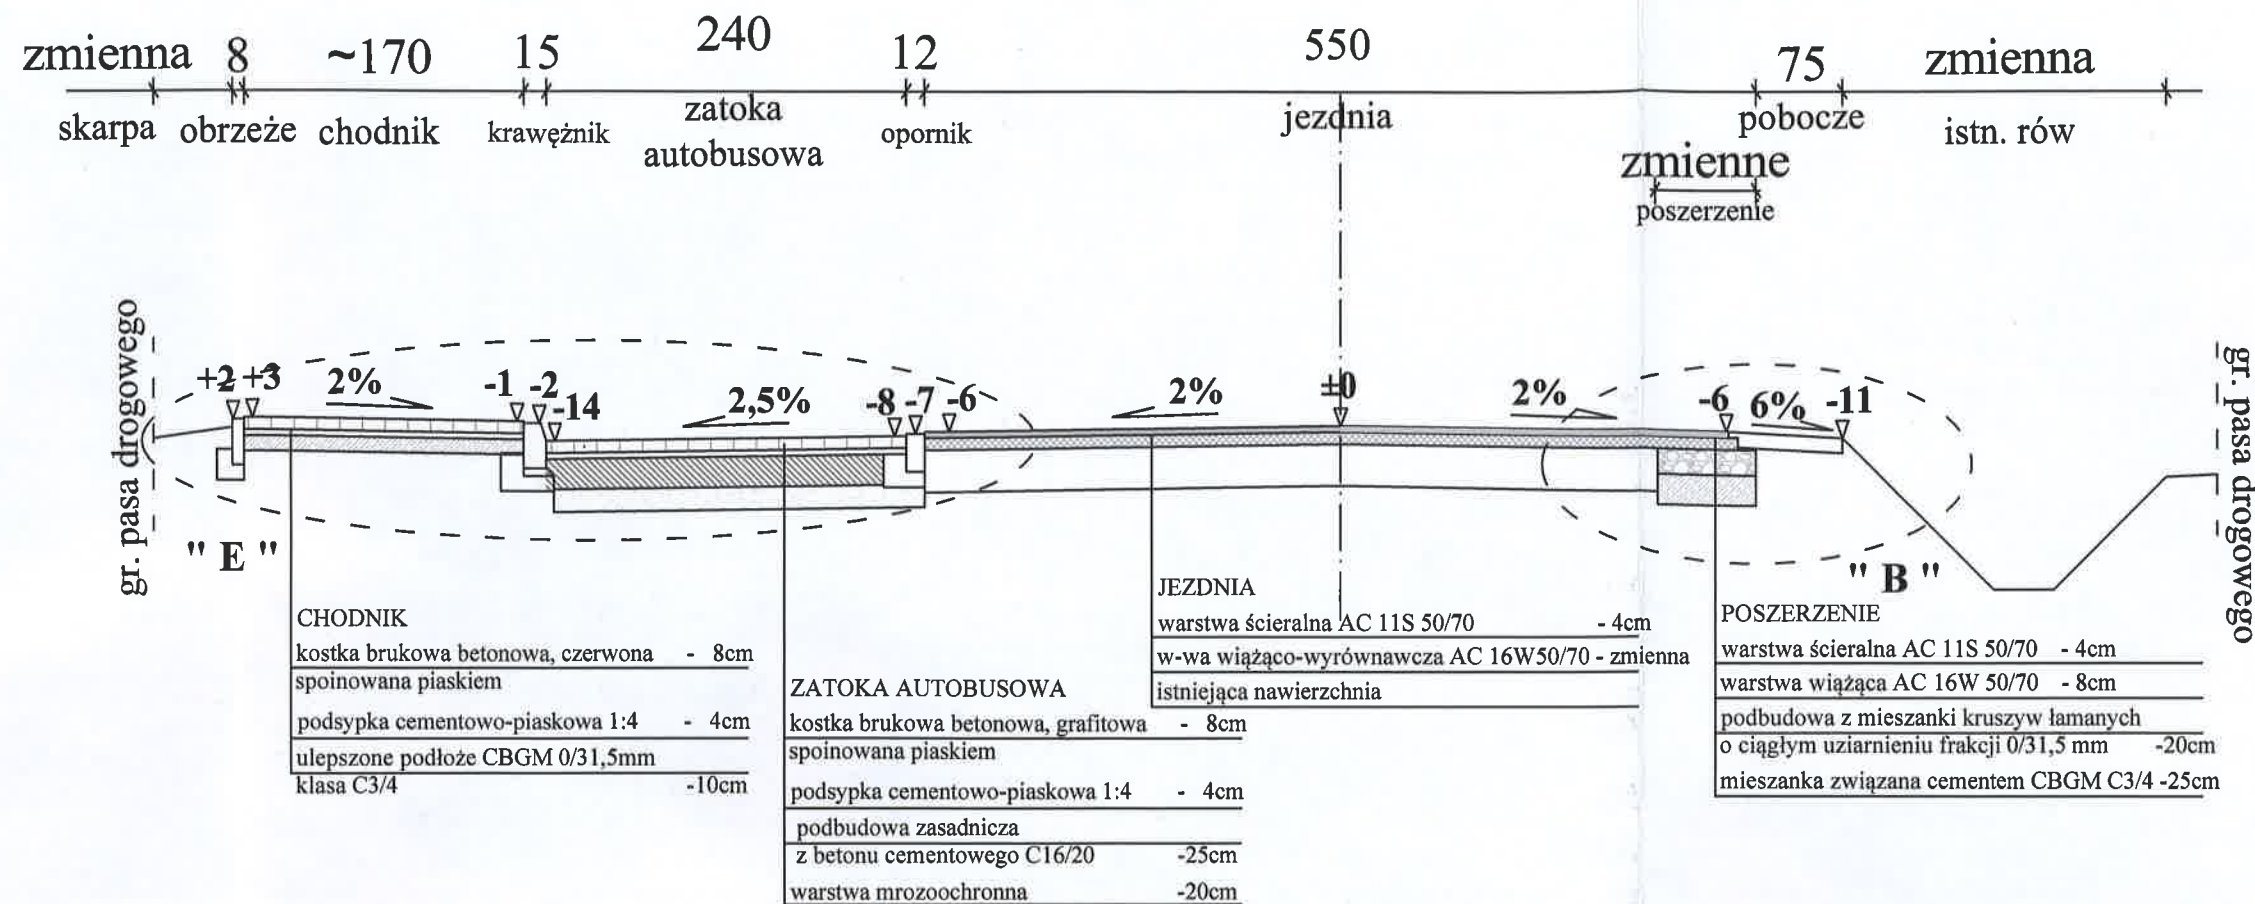 zmienna 8 ~170 15 240 12 550 75 zmienna
skarpa obrzeże chodnik krawężnik zatoka autobusowa opornik jezdnia pobocze istn. rów
zmienne
poszerzenie
gr. pasa drogowego
+2 +3 2% -1 -2 -14 2,5% -8 -7 -6 2% ±0 2% -6 6% -11
gr. pasa drogowego
" E "
" B "
CHODNIK
kostka brukowa betonowa, czerwona - 8cm
spoinowana piaskiem
podsypka cementowo-piaskowa 1:4 - 4cm
ulepszone podłoże CBGM 0/31,5mm
klasa C3/4 -10cm
ZATOKA AUTOBUSOWA
kostka brukowa betonowa, grafitowa - 8cm
spoinowana piaskiem
podsypka cementowo-piaskowa 1:4 - 4cm
podbudowa zasadnicza
z betonu cementowego C16/20 -25cm
warstwa mrozoochronna -20cm
JEZDNIA
warstwa ścieralna AC 11S 50/70 - 4cm
w-wa wiążąco-wyrównawcza AC 16W50/70 - zmienna
istniejąca nawierzchnia
POSZERZENIE
warstwa ścieralna AC 11S 50/70 - 4cm
warstwa wiążąca AC 16W 50/70 - 8cm
podbudowa z mieszanki kruszyw łamanych
o ciągłym uziarnieniu frakcji 0/31,5 mm -20cm
mieszanka związana cementem CBGM C3/4 -25cm